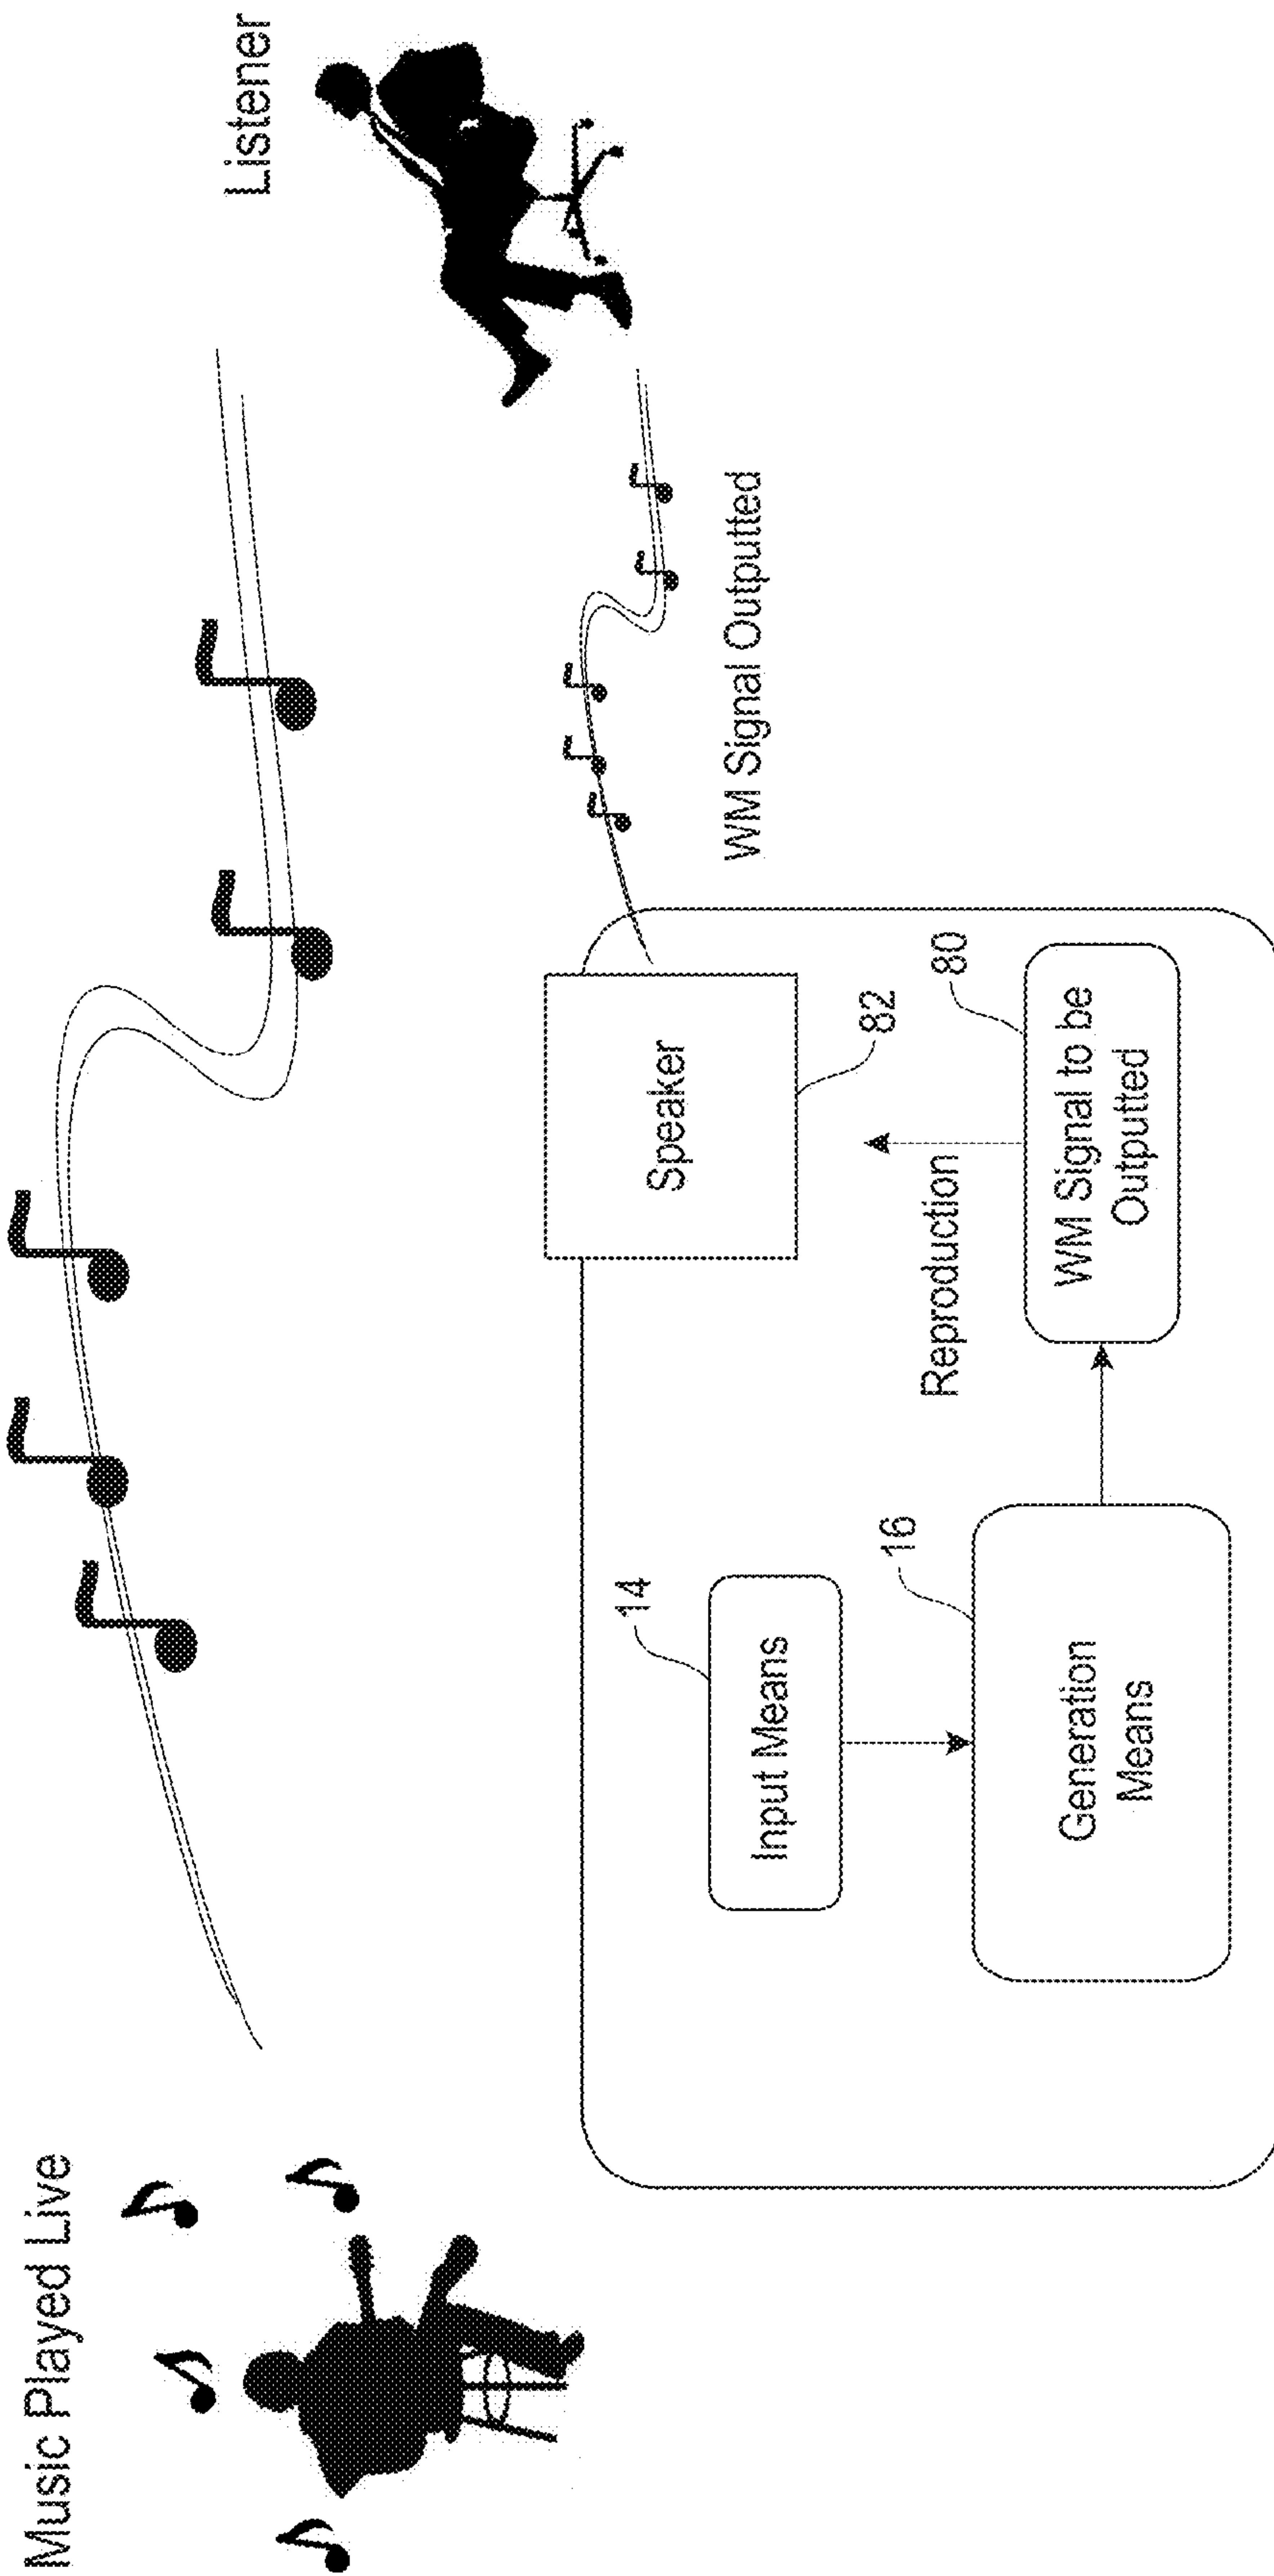 Music Played Live
Listener
WM Signal Outputted
Speaker
82
Reproduction
80
WM Signal to be
Outputted
14
Input Means
16
Generation
Means